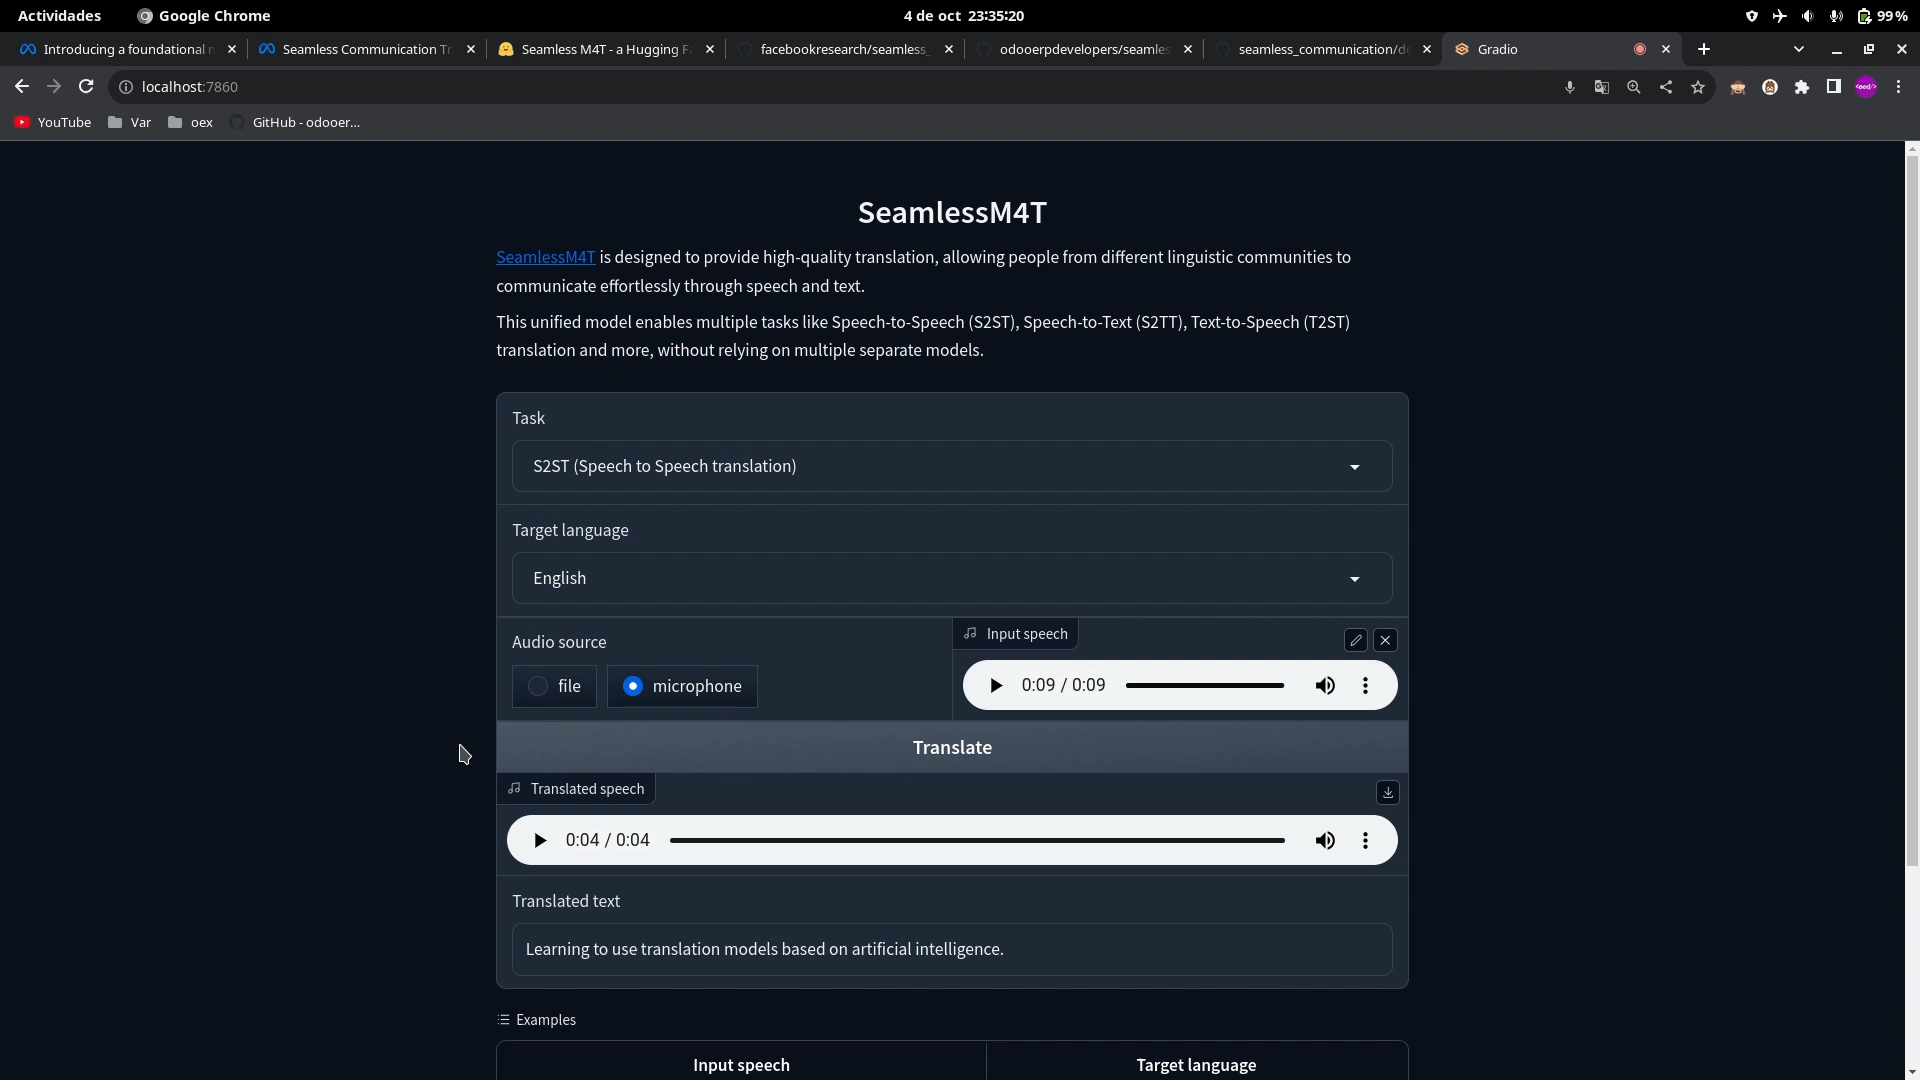 Actividades
Google Chrome
4 de oct 23:35:20
99 %
Introducing a foundational
Seamless Communication Tr
Seamless M4T - a Hugging F
facebookresearch/seamless_
odooerpdevelopers/seamles
seamless_communication/d
Gradio
localhost:7860
YouTube
Var
oex
GitHub - odooer...
SeamlessM4T
SeamlessM4T is designed to provide high-quality translation, allowing people from different linguistic communities to
communicate effortlessly through speech and text.
This unified model enables multiple tasks like Speech-to-Speech (S2ST), Speech-to-Text (S2TT), Text-to-Speech (T2ST)
translation and more, without relying on multiple separate models.
Task
S2ST (Speech to Speech translation)
Target language
English
Audio source
file
microphone
Input speech
0:09 / 0:09
Translate
Translated speech
0:04 / 0:04
Translated text
Learning to use translation models based on artificial intelligence.
Examples
Input speech
Target language